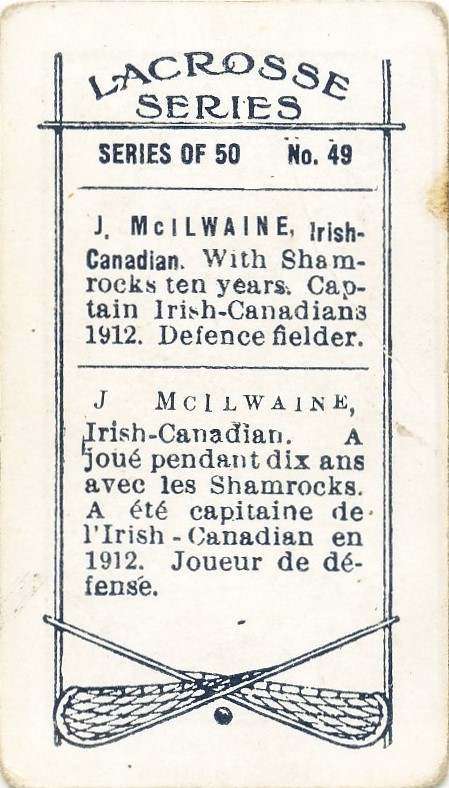 LACROSSE
SERIES
SERIES OF 50 No. 49
J. McILWAINE, Irish-
Canadian. With Sham-
rocks ten years. Cap-
tain Irish-Canadians
1912. Defence fielder.
J McILWAINE,
Irish-Canadian. A
joué pendant dix ans
avec les Shamrocks.
A été capitaine de
l'Irish-Canadian en
1912. Joueur de dé-
fense.